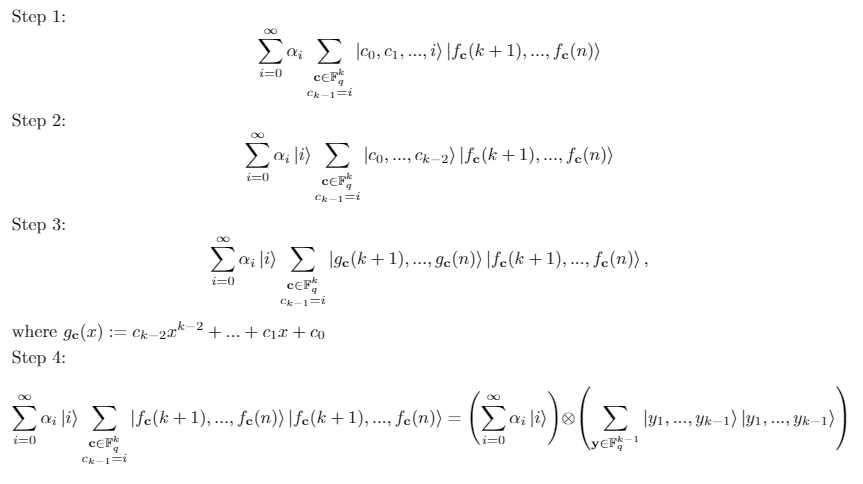 Step 1:
$$\sum_{i=0}^{\infty} \alpha_i \sum_{\substack{\mathbf{c} \in \mathbb{F}_q^k \\ c_{k-1}=i}} |c_0, c_1, ..., i\rangle \, |f_{\mathbf{c}}(k+1), ..., f_{\mathbf{c}}(n)\rangle$$
Step 2:
$$\sum_{i=0}^{\infty} \alpha_i |i\rangle \sum_{\substack{\mathbf{c} \in \mathbb{F}_q^k \\ c_{k-1}=i}} |c_0, ..., c_{k-2}\rangle \, |f_{\mathbf{c}}(k+1), ..., f_{\mathbf{c}}(n)\rangle$$
Step 3:
$$\sum_{i=0}^{\infty} \alpha_i |i\rangle \sum_{\substack{\mathbf{c} \in \mathbb{F}_q^k \\ c_{k-1}=i}} |g_{\mathbf{c}}(k+1), ..., g_{\mathbf{c}}(n)\rangle \, |f_{\mathbf{c}}(k+1), ..., f_{\mathbf{c}}(n)\rangle \, ,$$
where $g_{\mathbf{c}}(x) := c_{k-2}x^{k-2} + ... + c_1 x + c_0$
Step 4:
$$\sum_{i=0}^{\infty} \alpha_i |i\rangle \sum_{\substack{\mathbf{c} \in \mathbb{F}_q^k \\ c_{k-1}=i}} |f_{\mathbf{c}}(k+1), ..., f_{\mathbf{c}}(n)\rangle \, |f_{\mathbf{c}}(k+1), ..., f_{\mathbf{c}}(n)\rangle = \left( \sum_{i=0}^{\infty} \alpha_i |i\rangle \right) \otimes \left( \sum_{\mathbf{y} \in \mathbb{F}_q^{k-1}} |y_1, ..., y_{k-1}\rangle \, |y_1, ..., y_{k-1}\rangle \right)$$